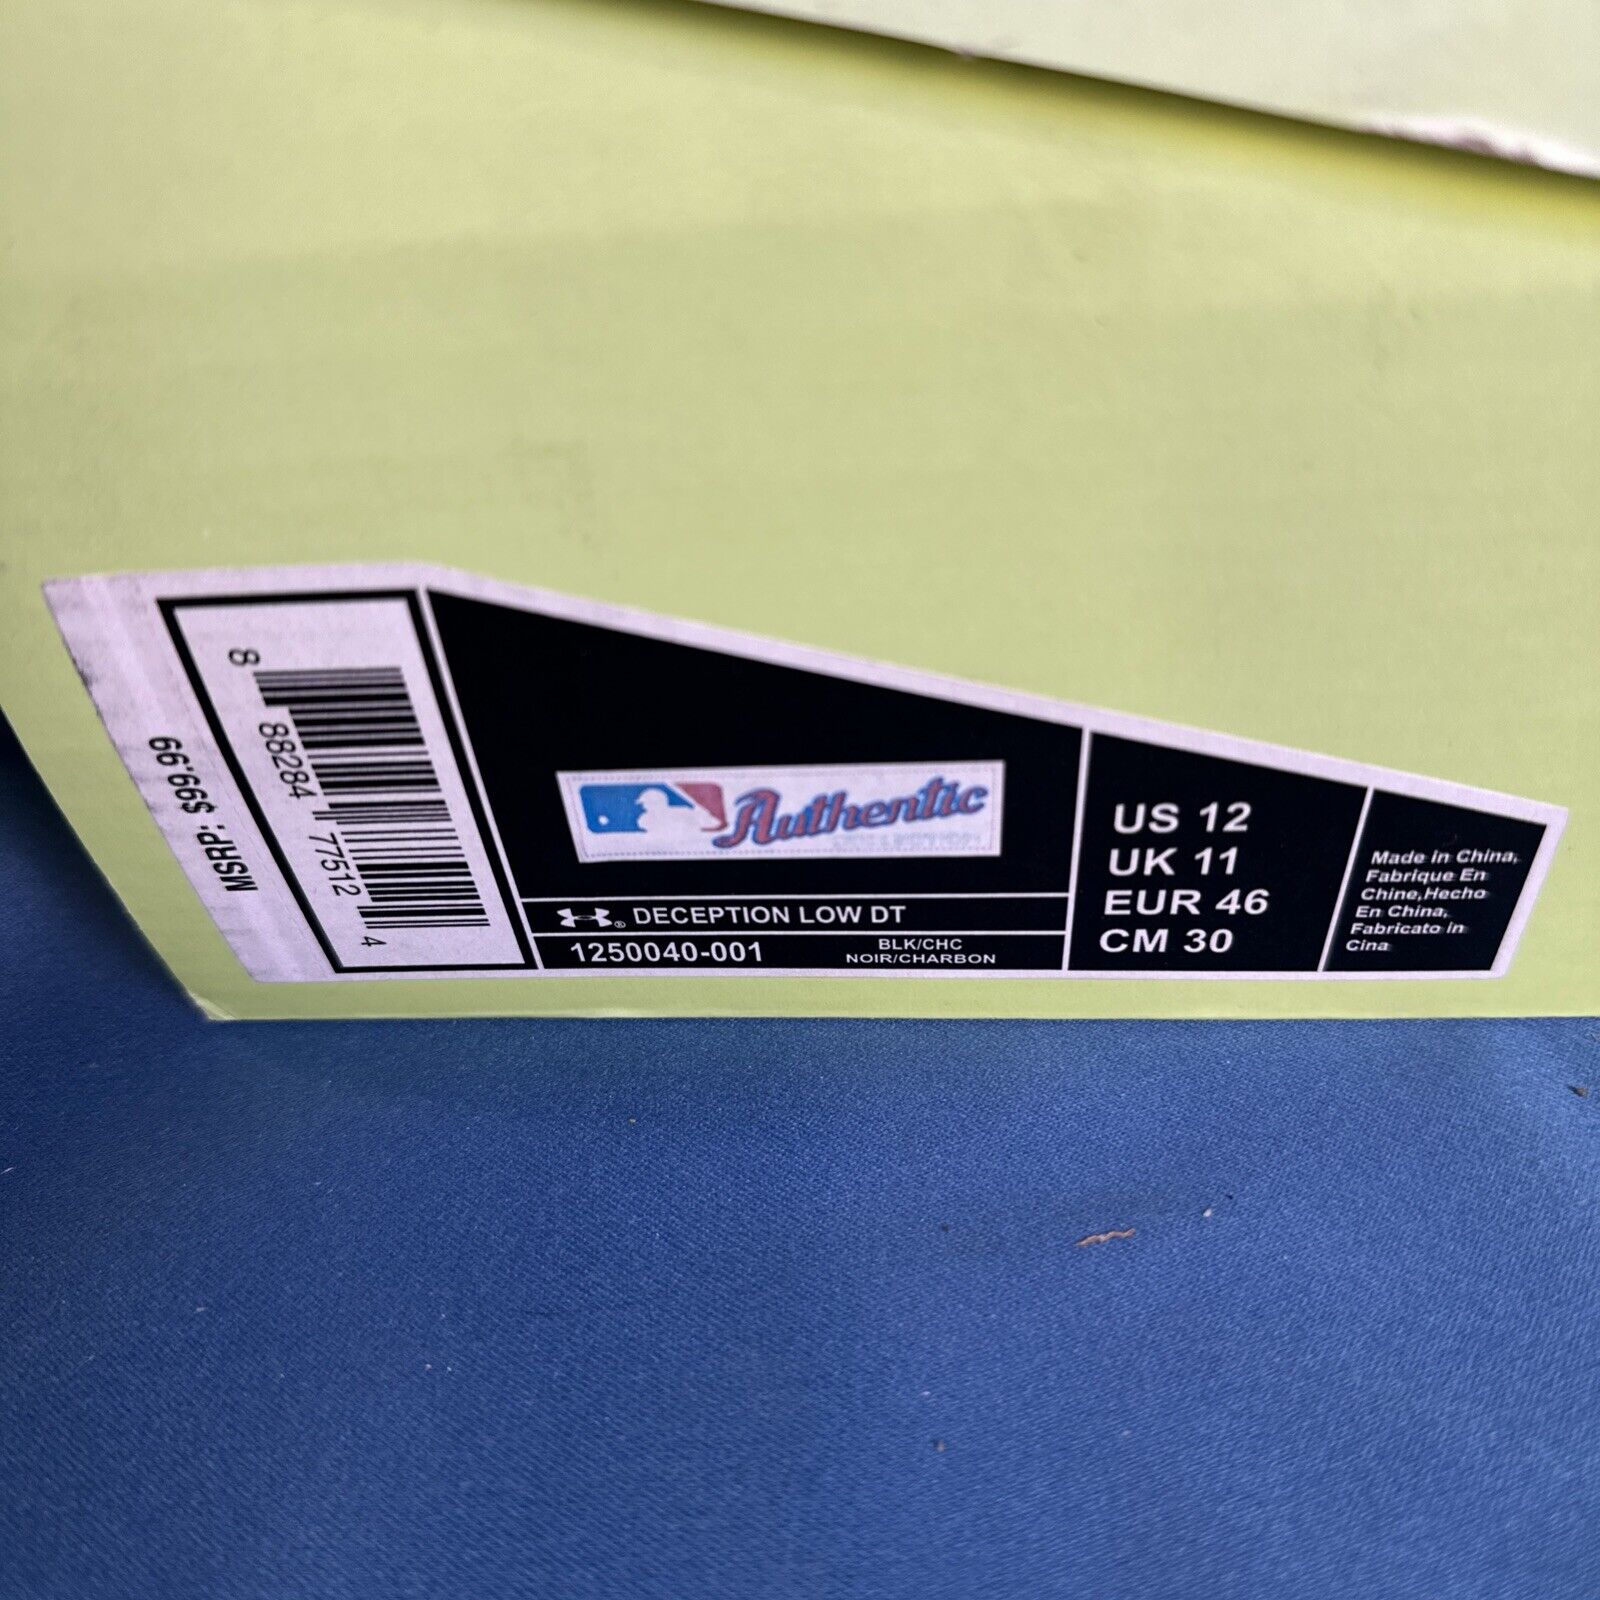 MSRP: $99.99
8 88284 77512 4
Authentic
DECEPTION LOW DT
1250040-001
BLK/CHC
NOIR/CHARBON
US 12
UK 11
EUR 46
CM 30
Made in China,
Fabrique En
Chine,Hecho
En China,
Fabricato in
Cina